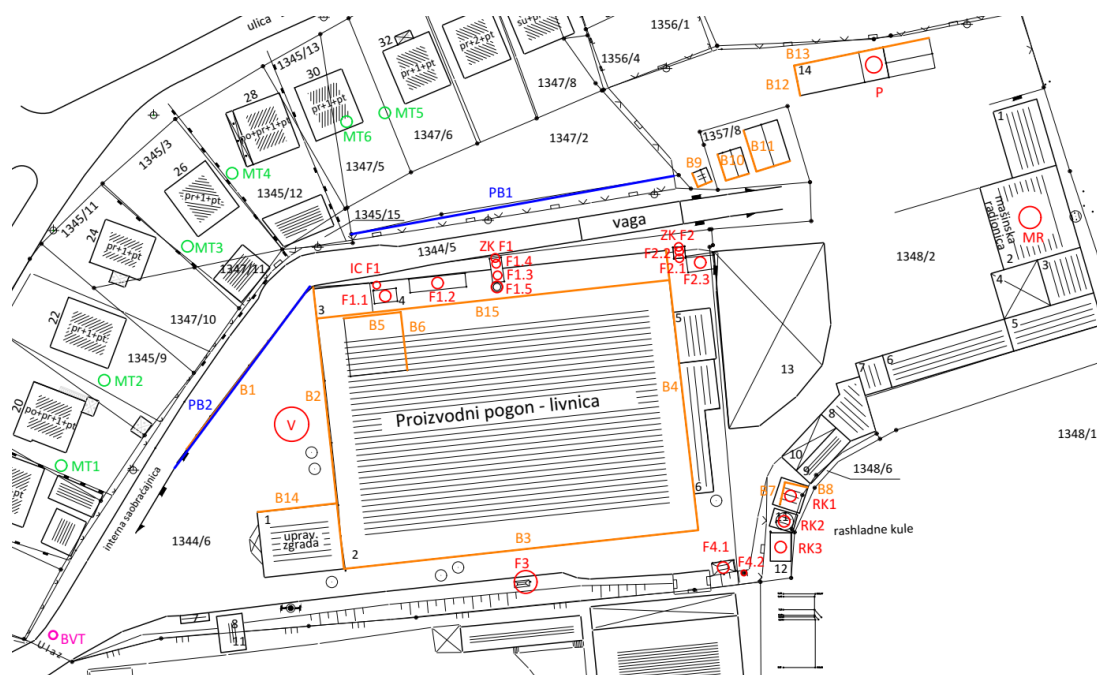 ulica
1345/13
32
su+pt
pr+2+pt
pr+1+pt
30
pr+1+pt
28
po+pr+1+pt
1356/1
1356/4
1347/8
1347/6
1347/2
1347/5
MT5
MT6
MT4
1345/3
26
pr+1+pt
1345/12
B13
14
B12
P
1357/8
B11
B10
B9
1
mašinska
radionica
MR
2
3
4
5
6
7
8
9
10
1345/11
24
pr+1+pt
MT3
1347/11
1345/15
PB1
vaga
1344/5
ZK F1
F1.4
F1.3
F1.5
IC F1
F1.1
4
F1.2
ZK F2
F2.2
F2.1
F2.3
1348/2
22
pr+1+pt
1347/10
1345/9
MT2
B1
PB2
3
B5
B6
B15
B2
B4
5
13
Proizvodni pogon - livnica
V
20
po+pr+1+pt
MT1
pr+1+pt
interna saobraćajnica
1344/6
B14
1
uprav.
zgrada
2
B3
6
1348/1
1348/6
B7
B8
RK1
11
RK2
RK3
12
rashladne kule
F4.1
F4.2
F3
BVT
Ulaz
8
11